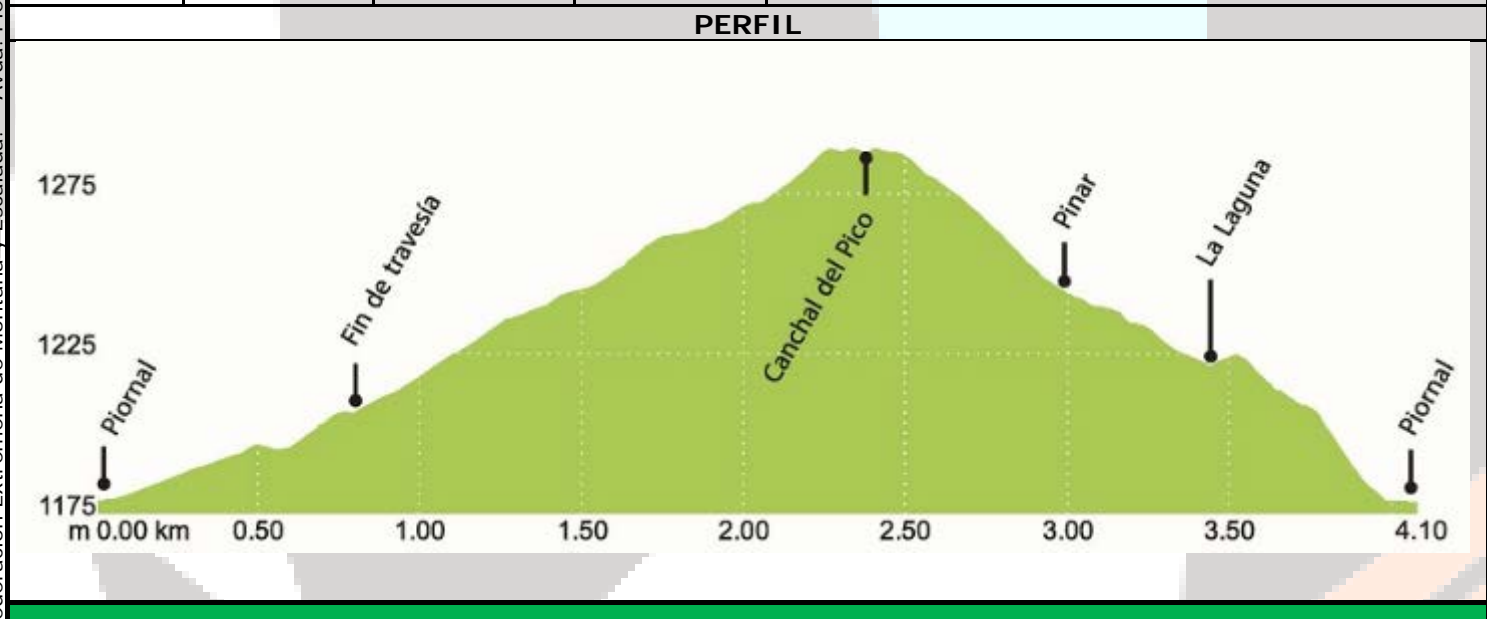 PERFIL
1275
1225
1175
Piornal
Fin de travesía
Canchal del Pico
Pinar
La Laguna
Piornal
m 0.00 km 0.50 1.00 1.50 2.00 2.50 3.00 3.50 4.10